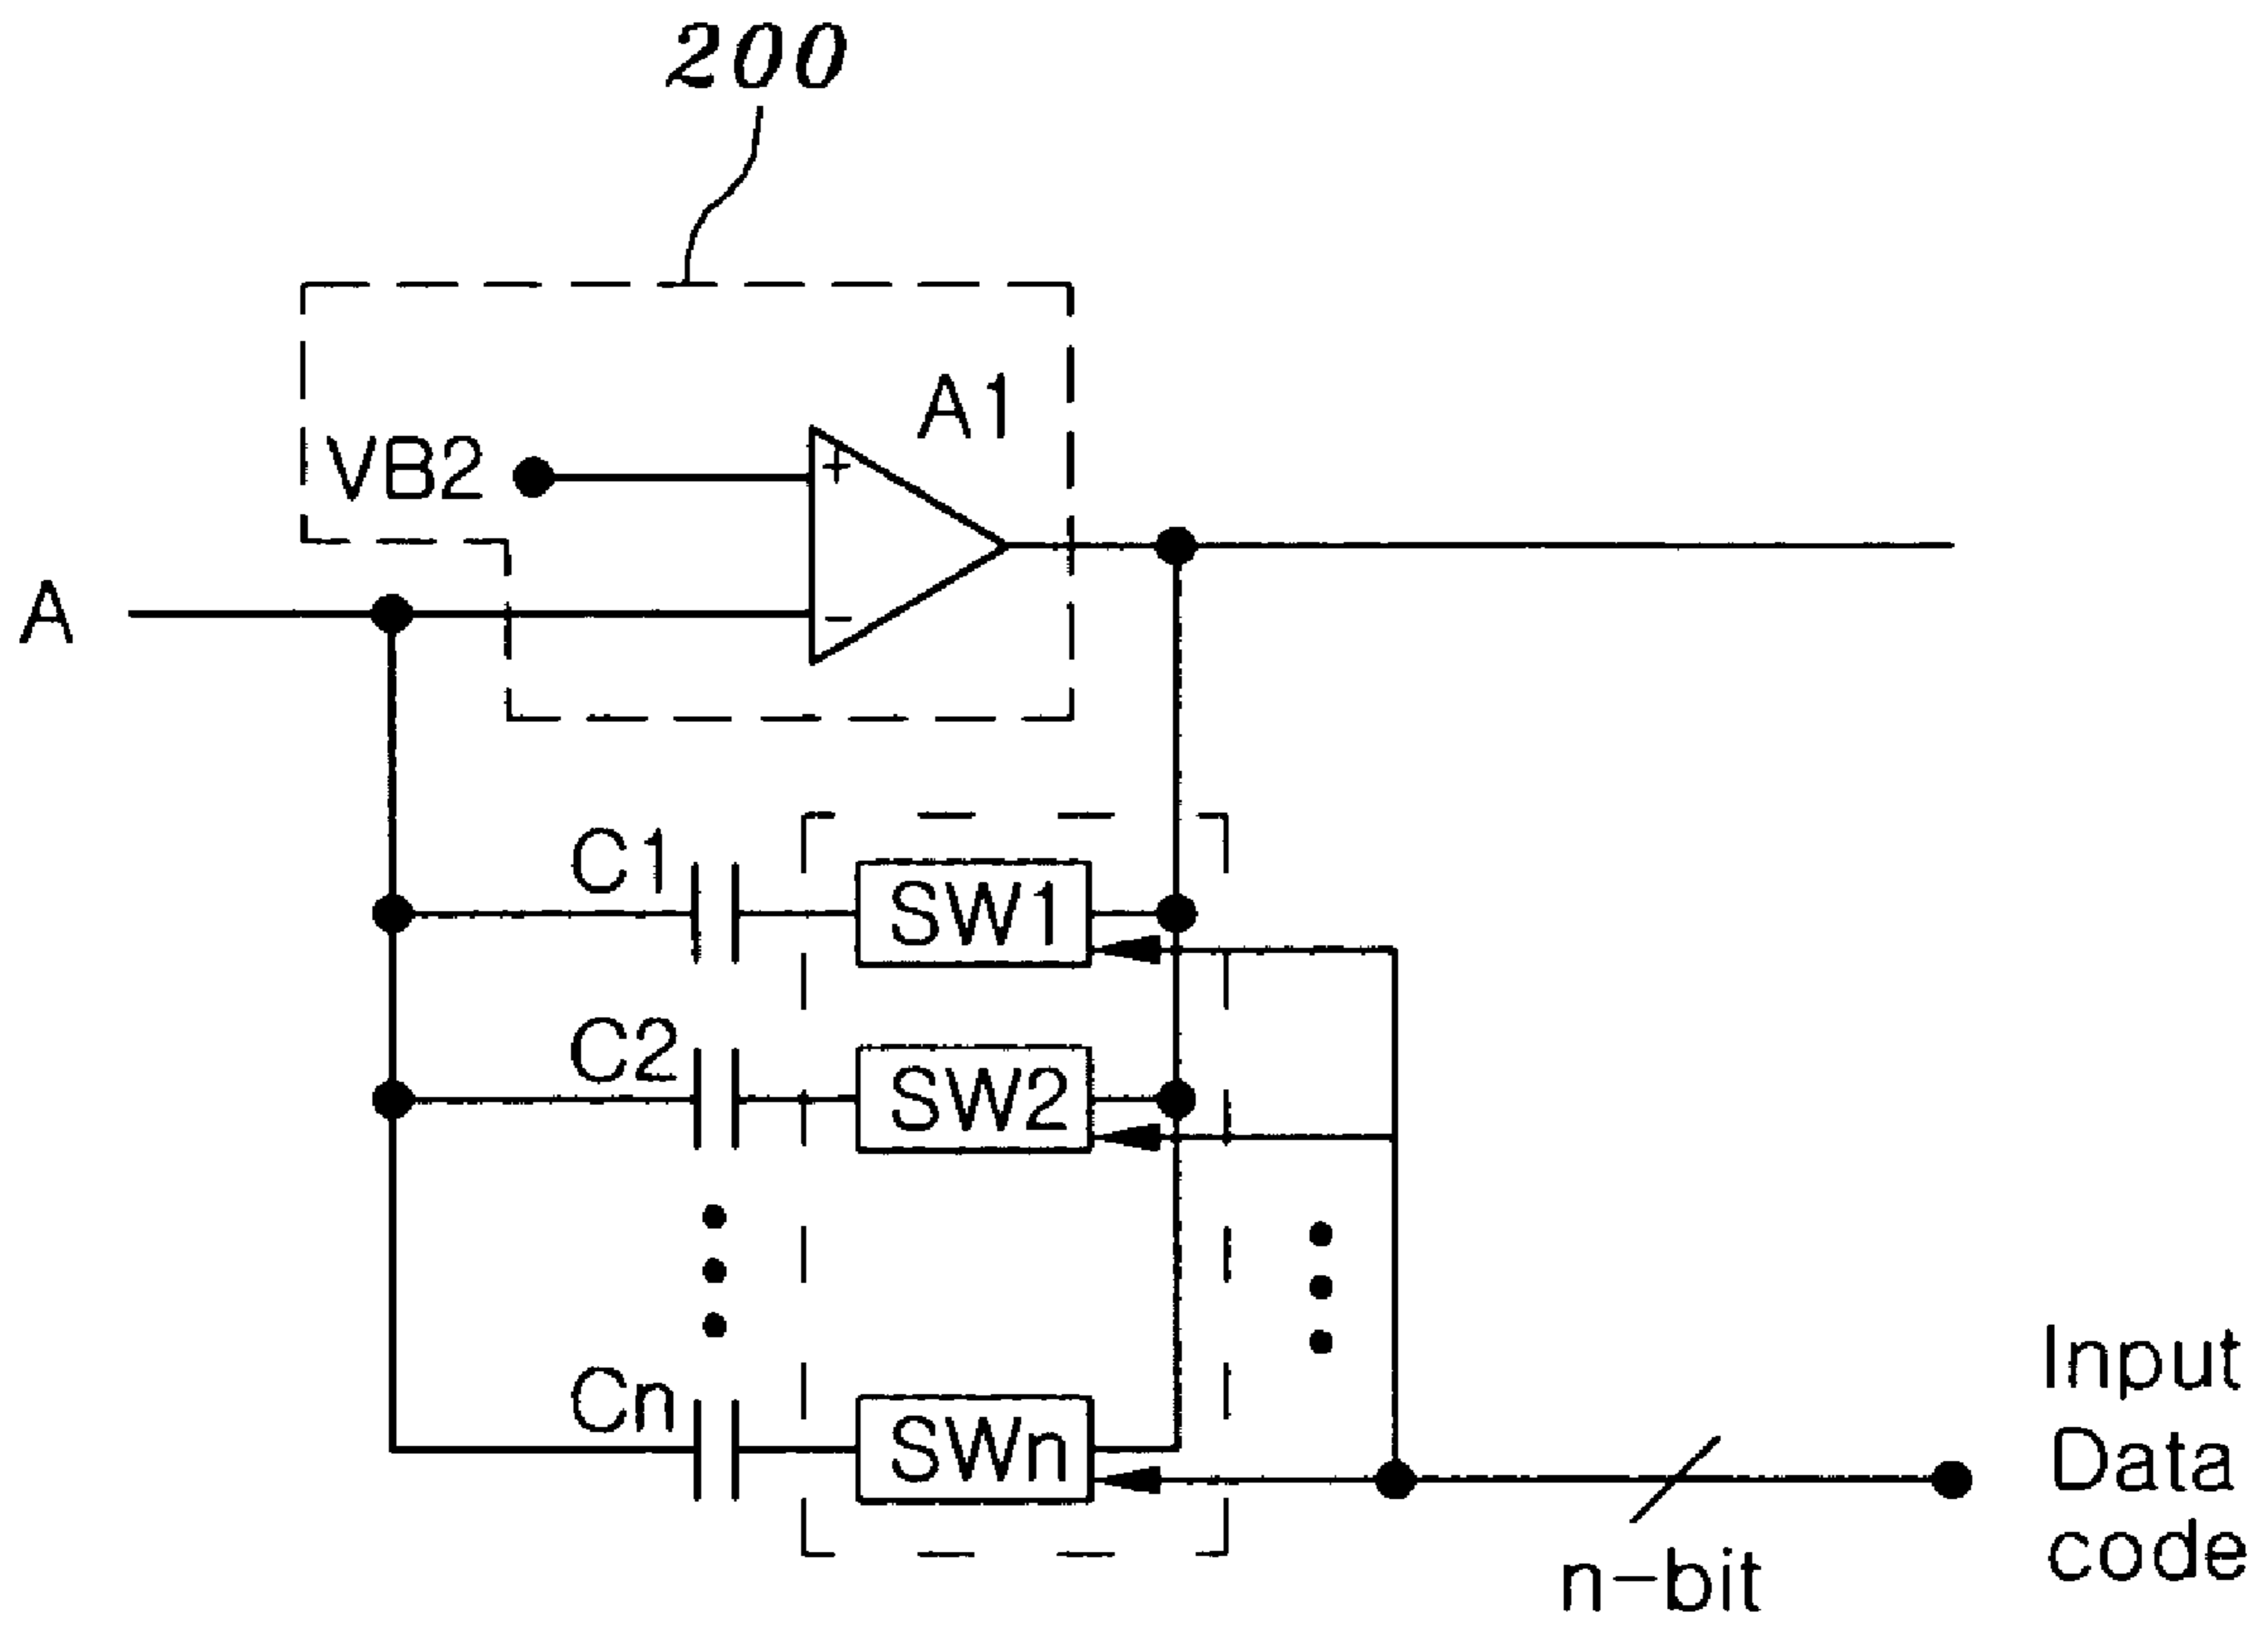 200
A1
VB2
+
-
A
C1
SW1
C2
SW2
Cn
SWn
Input
Data
code
n-bit